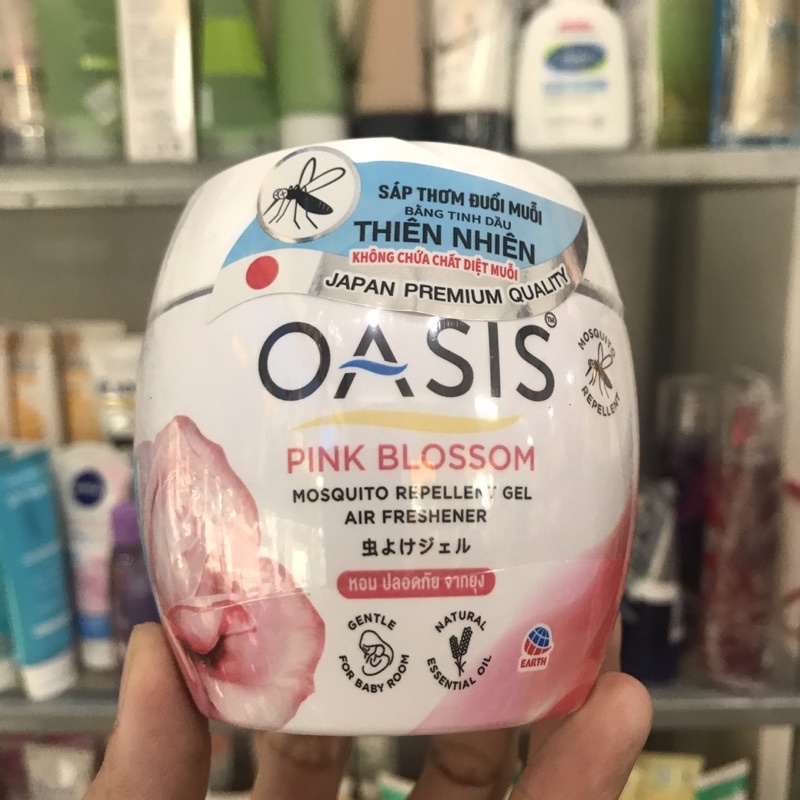 SÁP THƠM ĐUỔI MUỖI
BẰNG TINH DẦU
THIÊN NHIÊN
KHÔNG CHỨA CHẤT DIỆT MUỖI
JAPAN PREMIUM QUALITY
OASIS™
MOSQUITO REPELLENT
PINK BLOSSOM
MOSQUITO REPELLENT GEL
AIR FRESHENER
虫よけジェル
หอม ปลอดภัย จากยุง
GENTLE FOR BABY ROOM
NATURAL ESSENTIAL OIL
EARTH